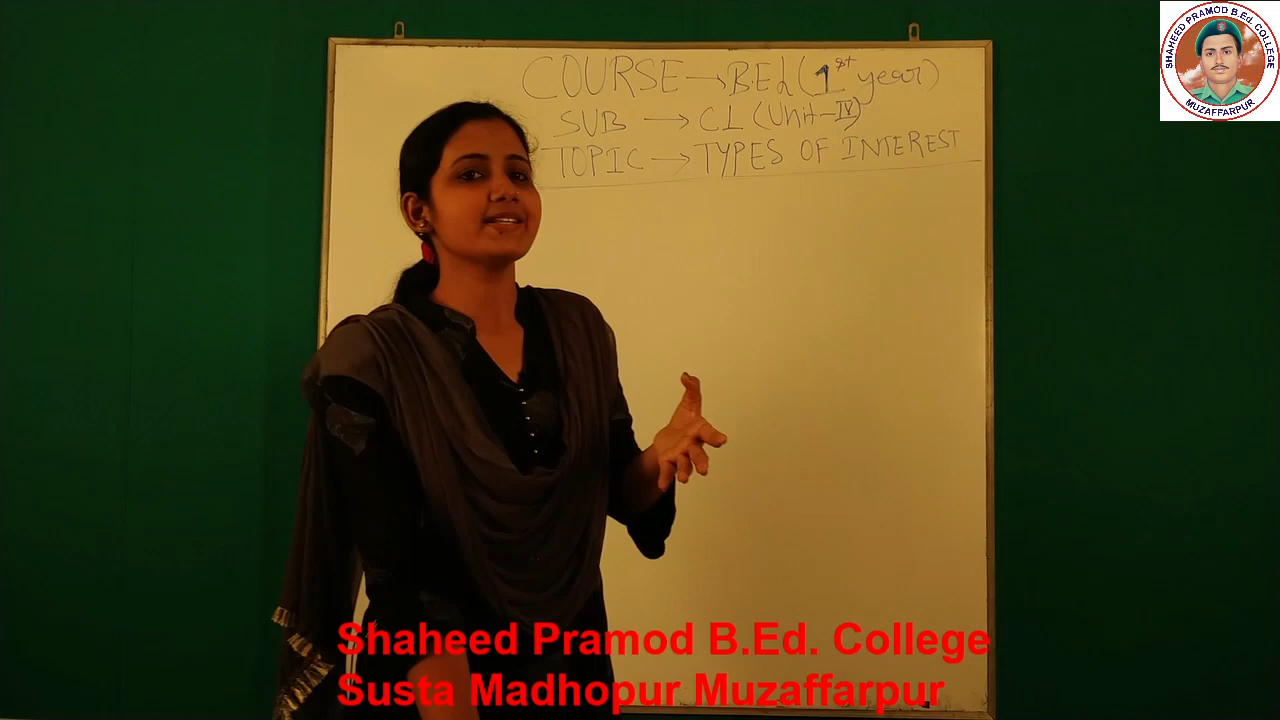 COURSE → B.Ed (1st year)
SUB → C1 (Unit-IV)
TOPIC → TYPES OF INTEREST
SHAHEED PRAMOD B.Ed. COLLEGE
MUZAFFARPUR
Shaheed Pramod B.Ed. College
Susta Madhopur Muzaffarpur